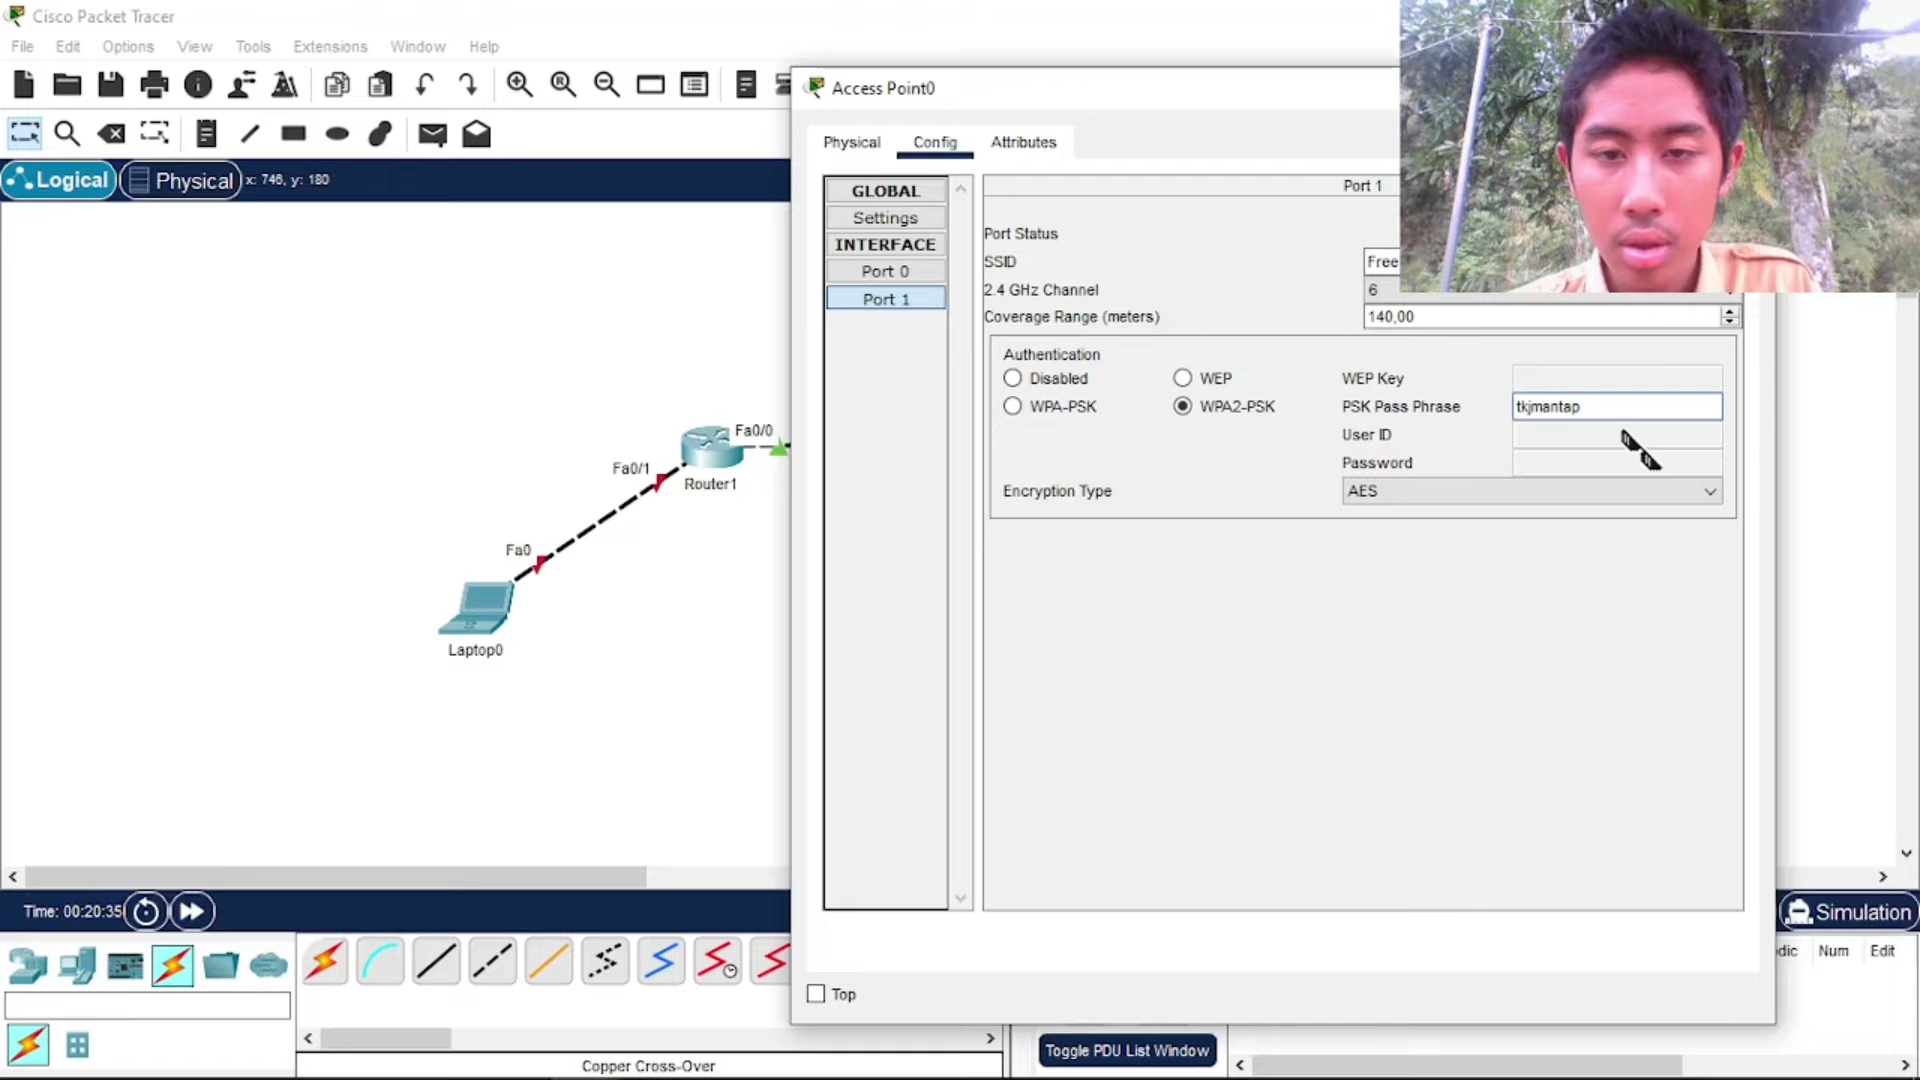 Cisco Packet Tracer
File Edit Options View Tools Extensions Window Help
Logical Physical x: 746, y: 180
Access Point0
Physical Config Attributes
GLOBAL
Settings
INTERFACE
Port 0
Port 1
Port 1
Port Status
SSID Free
2.4 GHz Channel 6
Coverage Range (meters) 140,00
Authentication
Disabled WEP WEP Key
WPA-PSK WPA2-PSK PSK Pass Phrase tkjmantap
User ID
Password
Encryption Type AES
Fa0/0
Fa0/1
Router1
Fa0
Laptop0
Time: 00:20:35
Simulation
dic Num Edit
Top
Toggle PDU List Window
Copper Cross-Over